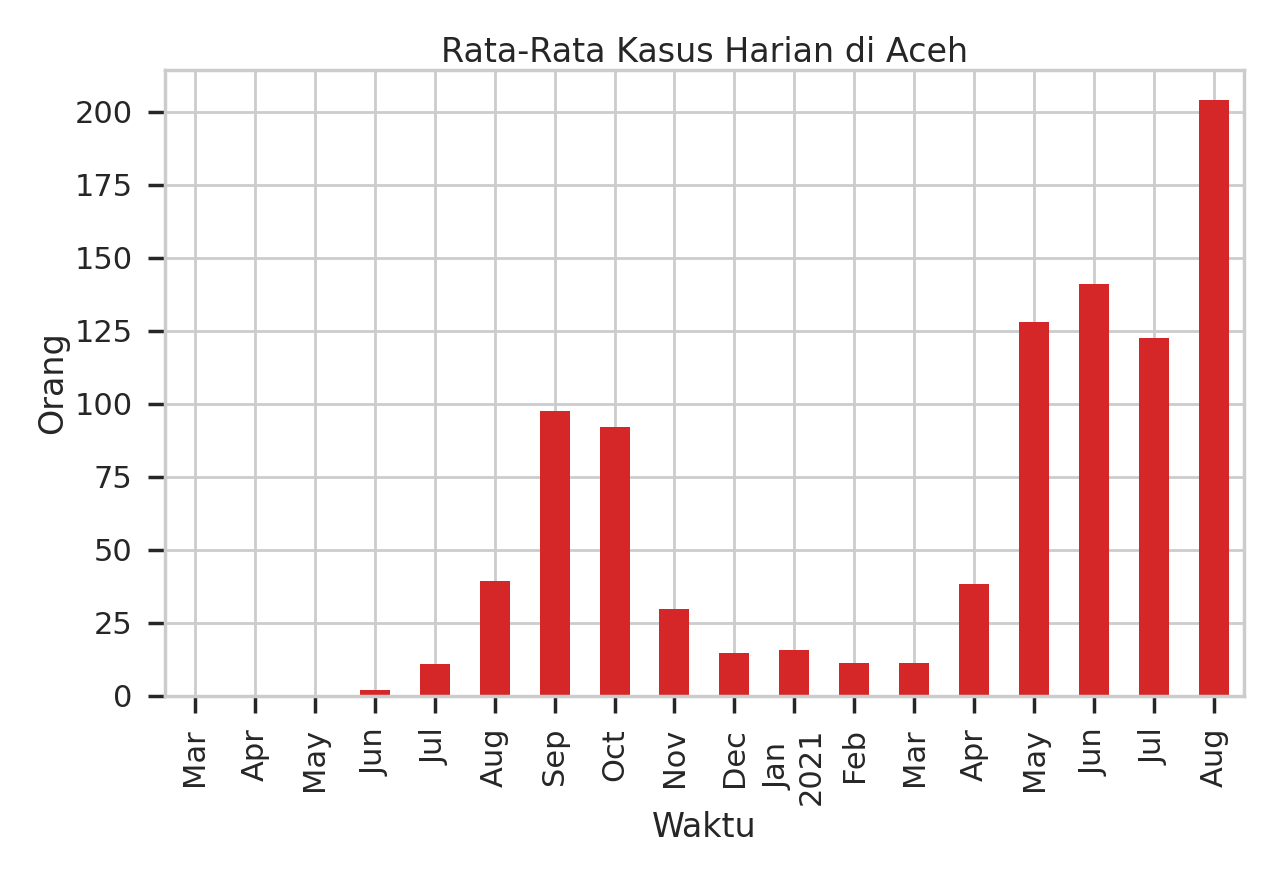 Rata-Rata Kasus Harian di Aceh
Orang
200
175
150
125
100
75
50
25
0
Mar
Apr
May
Jun
Jul
Aug
Sep
Oct
Nov
Dec
Jan
2021
Feb
Mar
Apr
May
Jun
Jul
Aug
Waktu